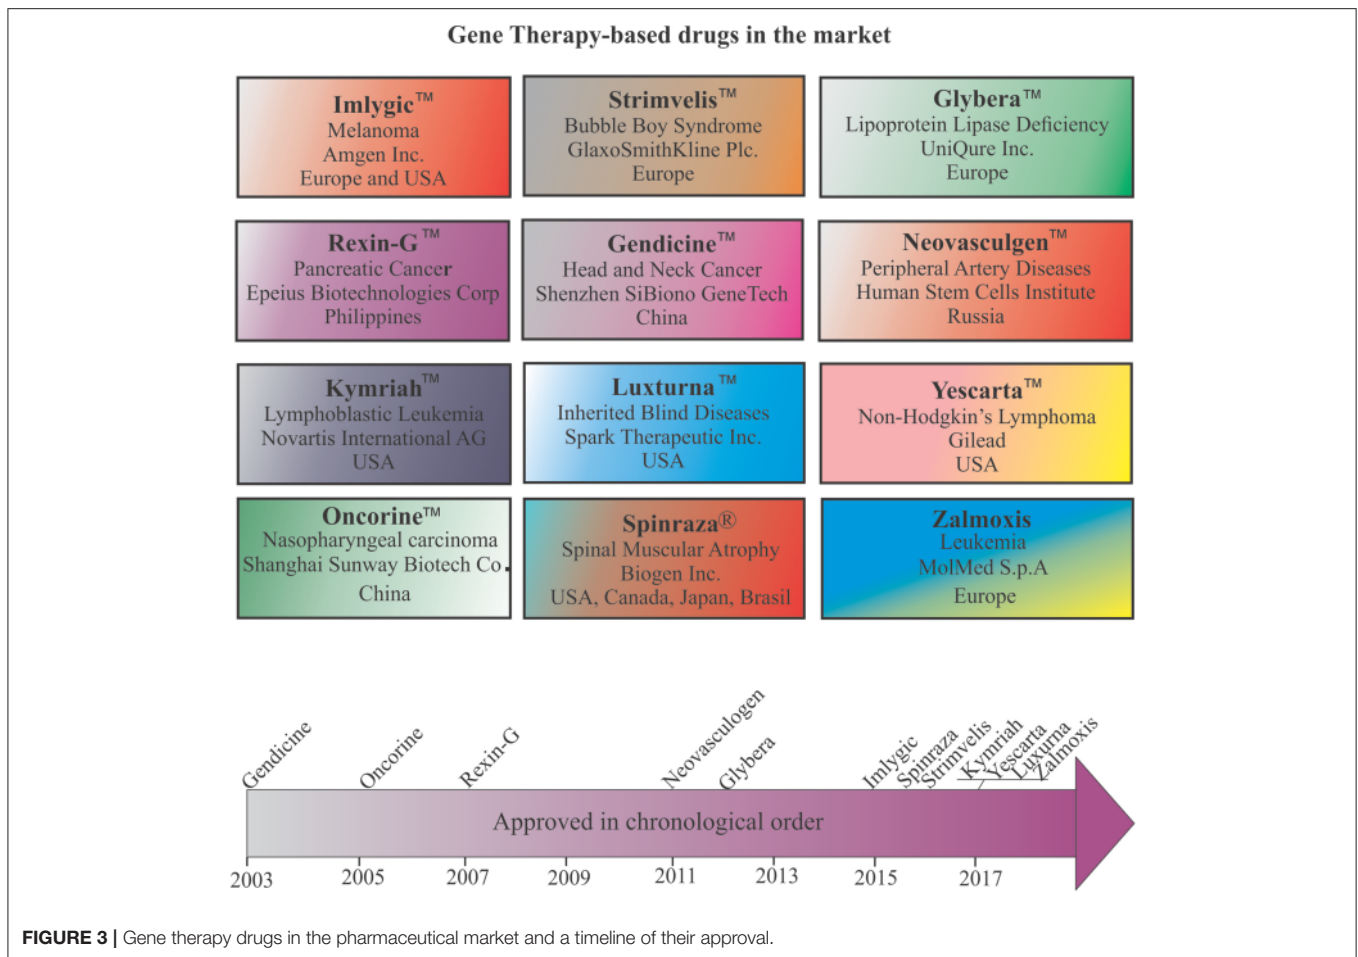 Gene Therapy-based drugs in the market
Imlygic™
Melanoma
Amgen Inc.
Europe and USA
Strimvelis™
Bubble Boy Syndrome
GlaxoSmithKline Plc.
Europe
Glybera™
Lipoprotein Lipase Deficiency
UniQure Inc.
Europe
Rexin-G™
Pancreatic Cancer
Epeius Biotechnologies Corp
Philippines
Gendicine™
Head and Neck Cancer
Shenzhen SiBiono GeneTech
China
Neovasculgen™
Peripheral Artery Diseases
Human Stem Cells Institute
Russia
Kymriah™
Lymphoblastic Leukemia
Novartis International AG
USA
Luxturna™
Inherited Blind Diseases
Spark Therapeutic Inc.
USA
Yescarta™
Non-Hodgkin’s Lymphoma
Gilead
USA
Oncorine™
Nasopharyngeal carcinoma
Shanghai Sunway Biotech Co.
China
Spinraza®
Spinal Muscular Atrophy
Biogen Inc.
USA, Canada, Japan, Brasil
Zalmoxis
Leukemia
MolMed S.p.A
Europe
Gendicine
Oncorine
Rexin-G
Neovasculogen
Glybera
Imlygic
Spinraza
Strimvelis
Kymriah
Yescarta
Luxurna
Zalmoxis
Approved in chronological order
2003 2005 2007 2009 2011 2013 2015 2017
FIGURE 3 | Gene therapy drugs in the pharmaceutical market and a timeline of their approval.